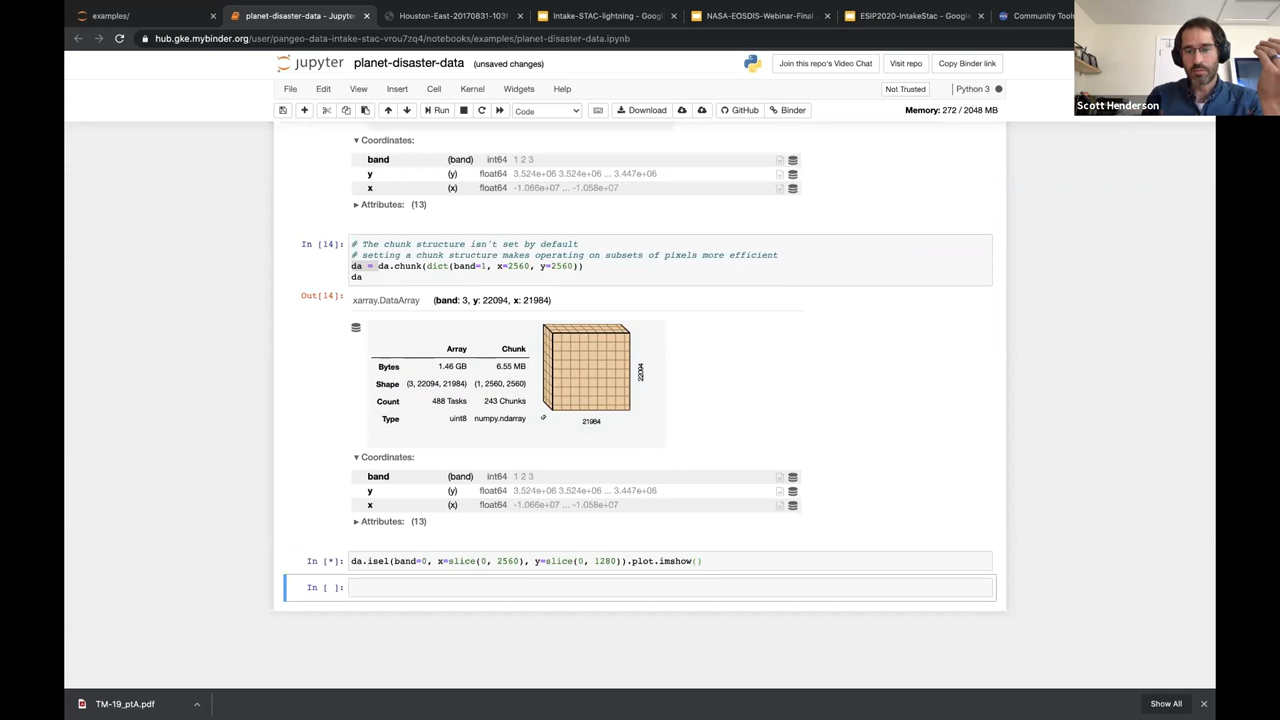 examples/
planet-disaster-data - Jupyter
Houston-East-20170831-103
Intake-STAC-lightning - Googl
NASA-EOSDIS-Webinar-Final
ESIP2020-IntakeStac - Google
Community Tools
hub.gke.mybinder.org/user/pangeo-data-intake-stac-vrou7zq4/notebooks/examples/planet-disaster-data.ipynb
jupyter planet-disaster-data (unsaved changes)
Join this repo's Video Chat Visit repo Copy Binder link
Scott Henderson
File Edit View Insert Cell Kernel Widgets Help
Not Trusted Python 3
Run Code Download GitHub Binder Memory: 272 / 2048 MB
▼ Coordinates:
band (band) int64 1 2 3
y (y) float64 3.524e+06 3.524e+06 ... 3.447e+06
x (x) float64 -1.066e+07 ... -1.058e+07
► Attributes: (13)
In [14]: # The chunk structure isn't set by default
# setting a chunk structure makes operating on subsets of pixels more efficient
da = da.chunk(dict(band=1, x=2560, y=2560))
da
Out[14]: xarray.DataArray (band: 3, y: 22094, x: 21984)
Array Chunk
Bytes 1.46 GB 6.55 MB
Shape (3, 22094, 21984) (1, 2560, 2560)
Count 488 Tasks 243 Chunks
Type uint8 numpy.ndarray
22094
21984
▼ Coordinates:
band (band) int64 1 2 3
y (y) float64 3.524e+06 3.524e+06 ... 3.447e+06
x (x) float64 -1.066e+07 ... -1.058e+07
► Attributes: (13)
In [*]: da.isel(band=0, x=slice(0, 2560), y=slice(0, 1280)).plot.imshow()
In [ ]:
TM-19_ptA.pdf
Show All